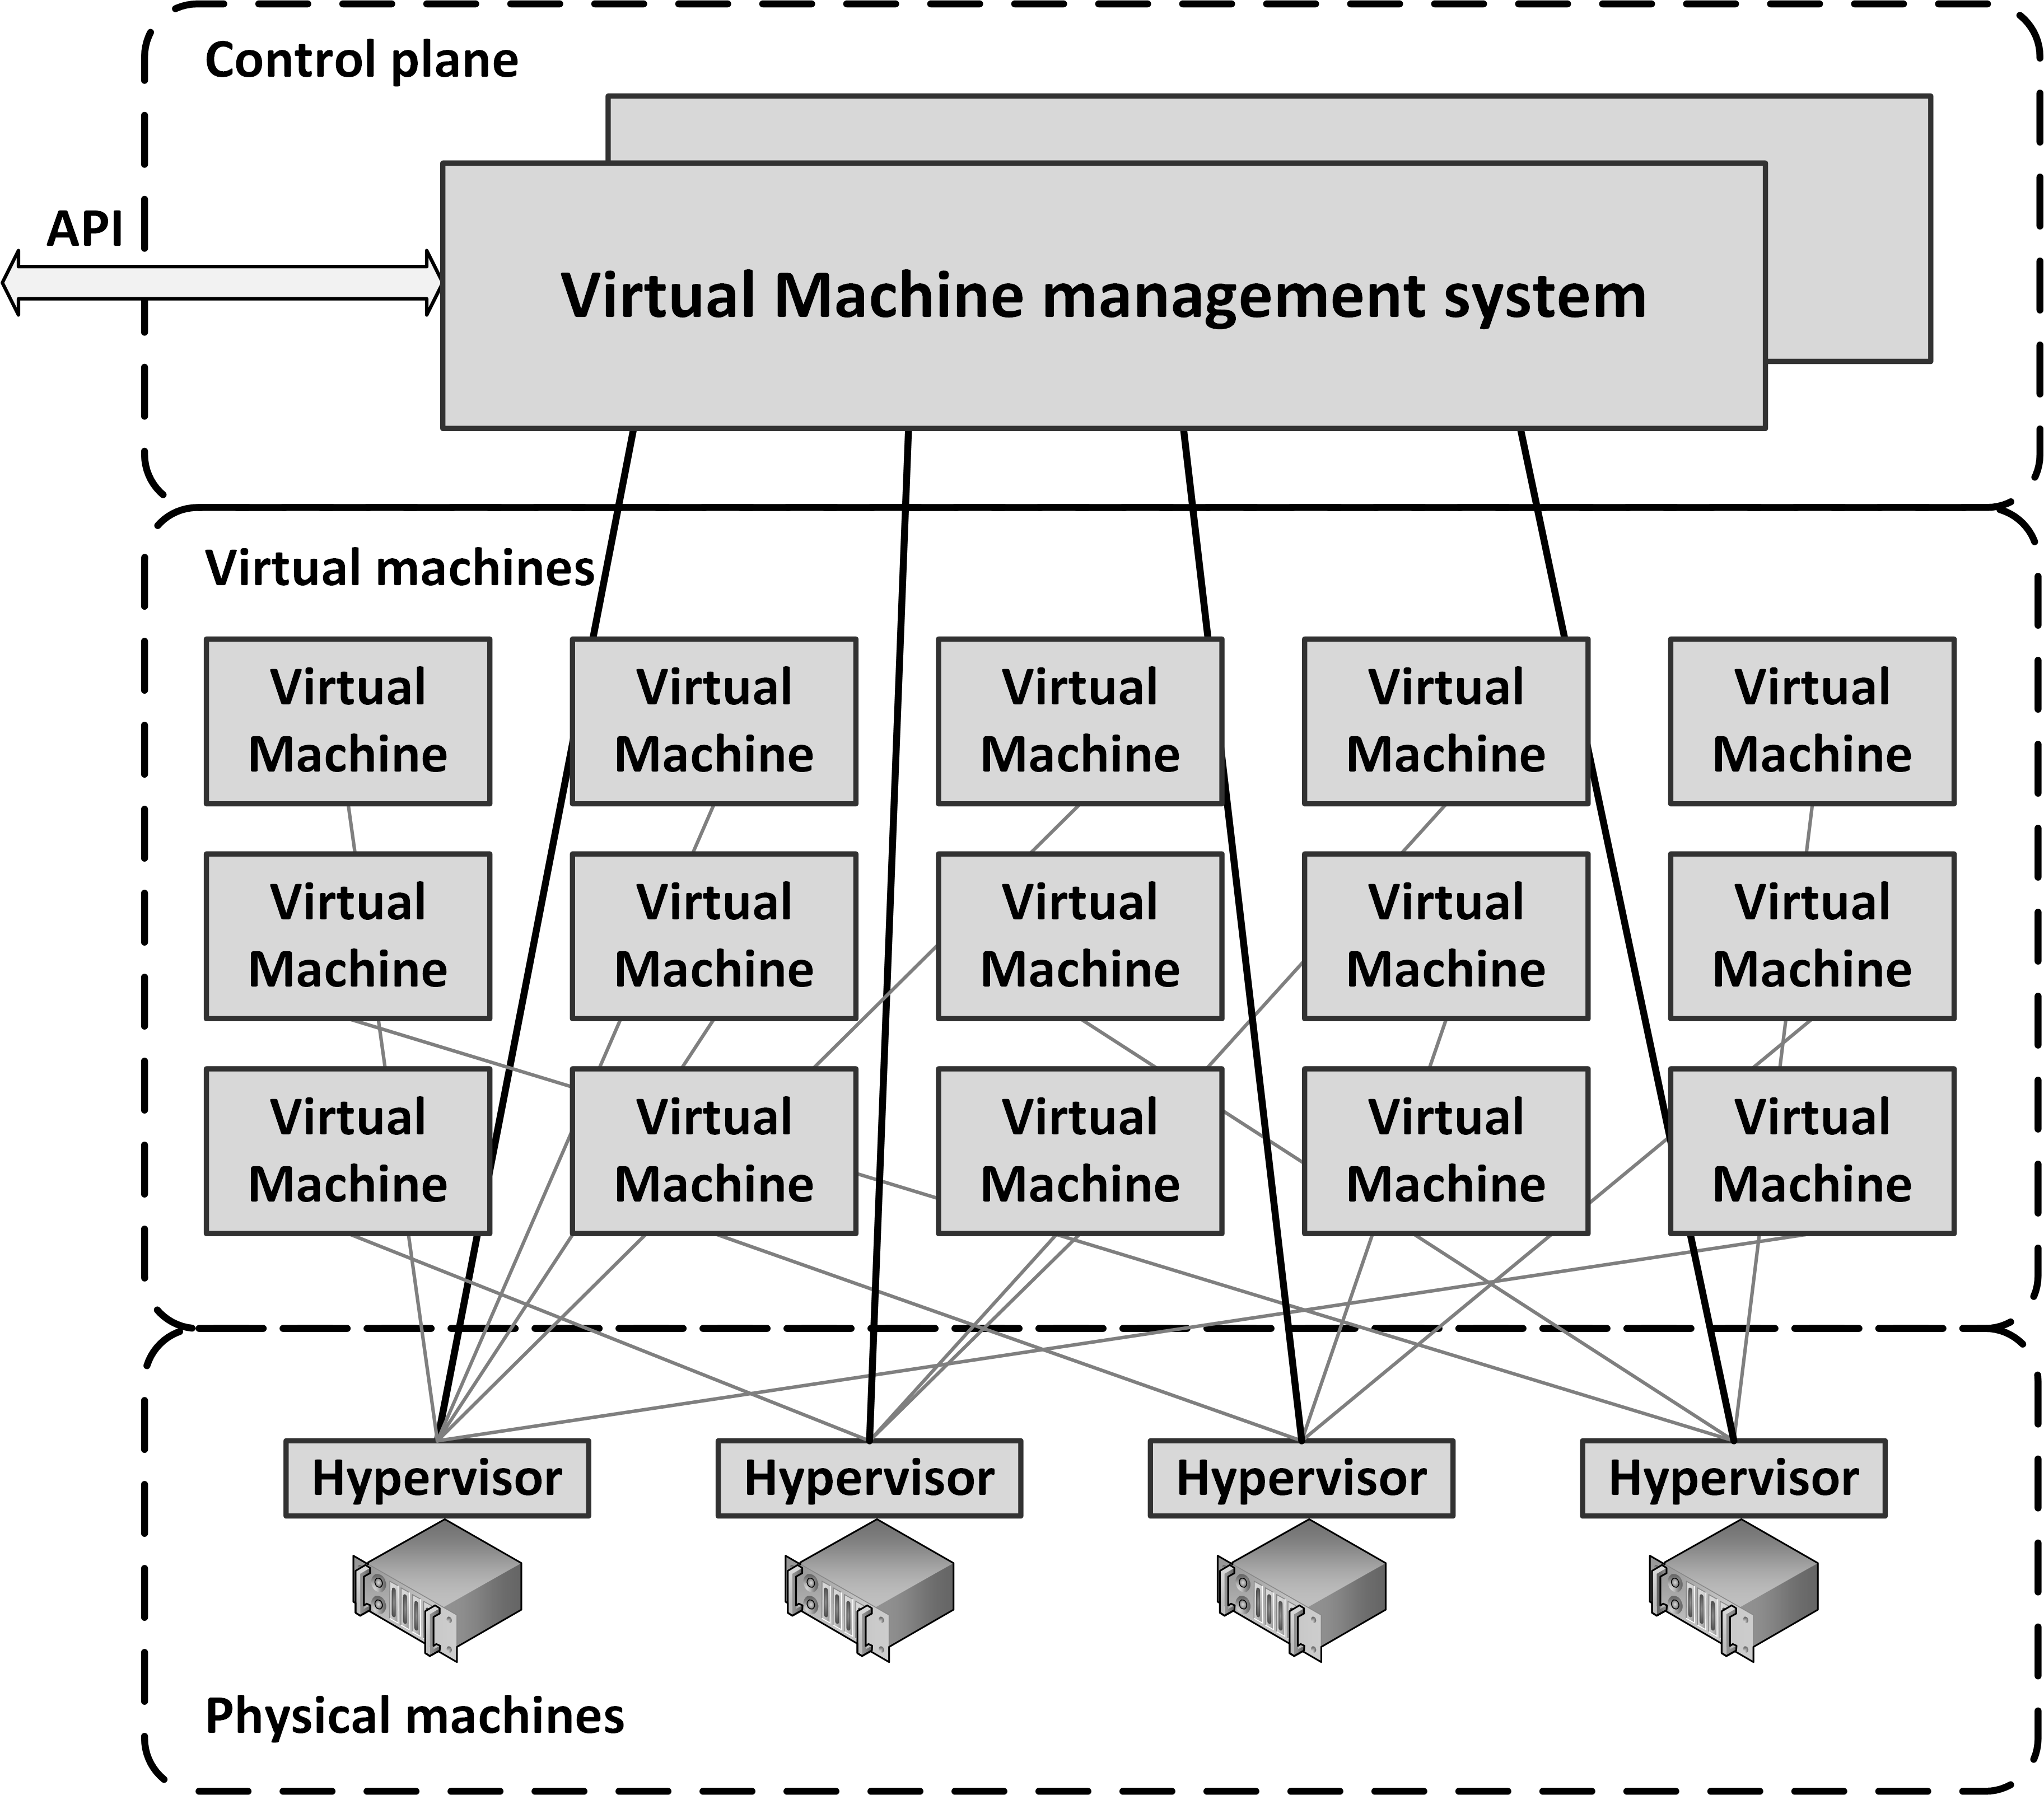 Control plane
API
Virtual Machine management system
Virtual machines
Virtual
Machine
Virtual
Machine
Virtual
Machine
Virtual
Machine
Virtual
Machine
Virtual
Machine
Virtual
Machine
Virtual
Machine
Virtual
Machine
Virtual
Machine
Virtual
Machine
Virtual
Machine
Virtual
Machine
Virtual
Machine
Virtual
Machine
Hypervisor
Hypervisor
Hypervisor
Hypervisor
Physical machines